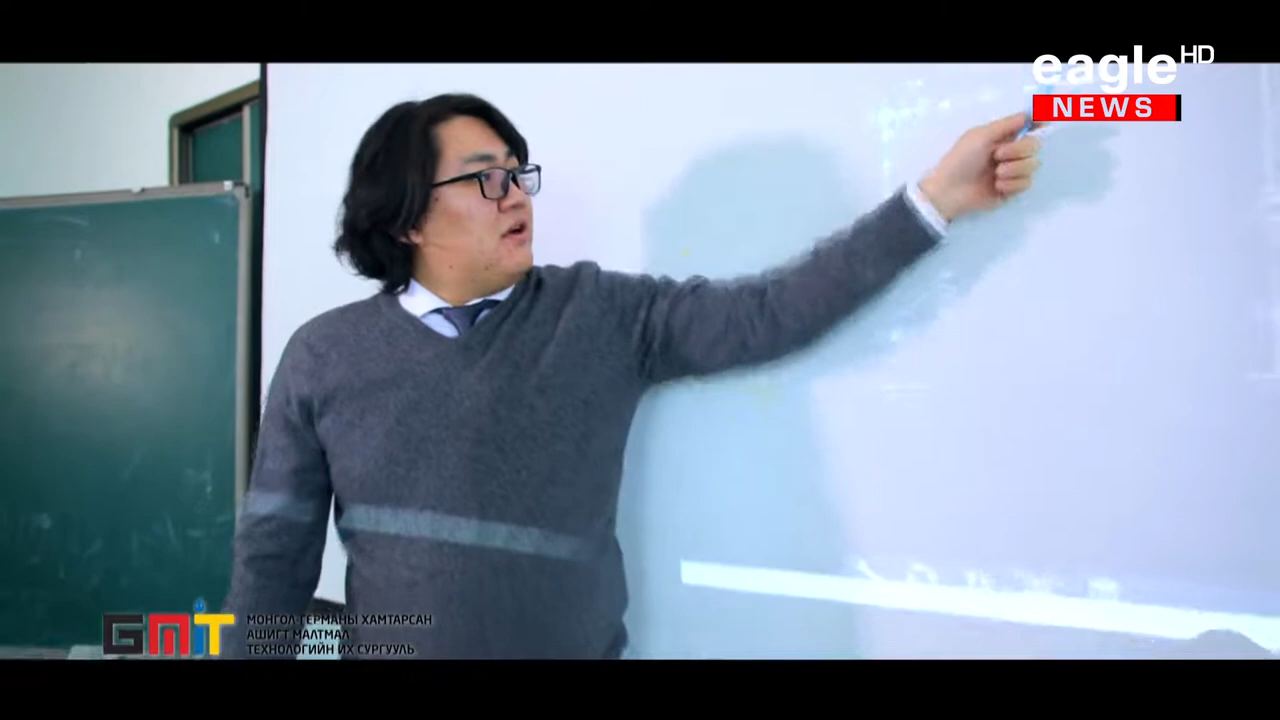 eagle HD
NEWS
GMiT
МОНГОЛ-ГЕРМАНЫ ХАМТАРСАН
АШИГТ МАЛТМАЛ
ТЕХНОЛОГИЙН ИХ СУРГУУЛЬ